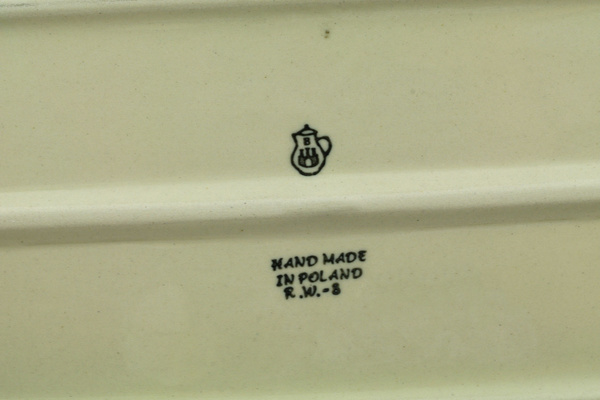 B
HAND MADE
IN POLAND
R.W.-8